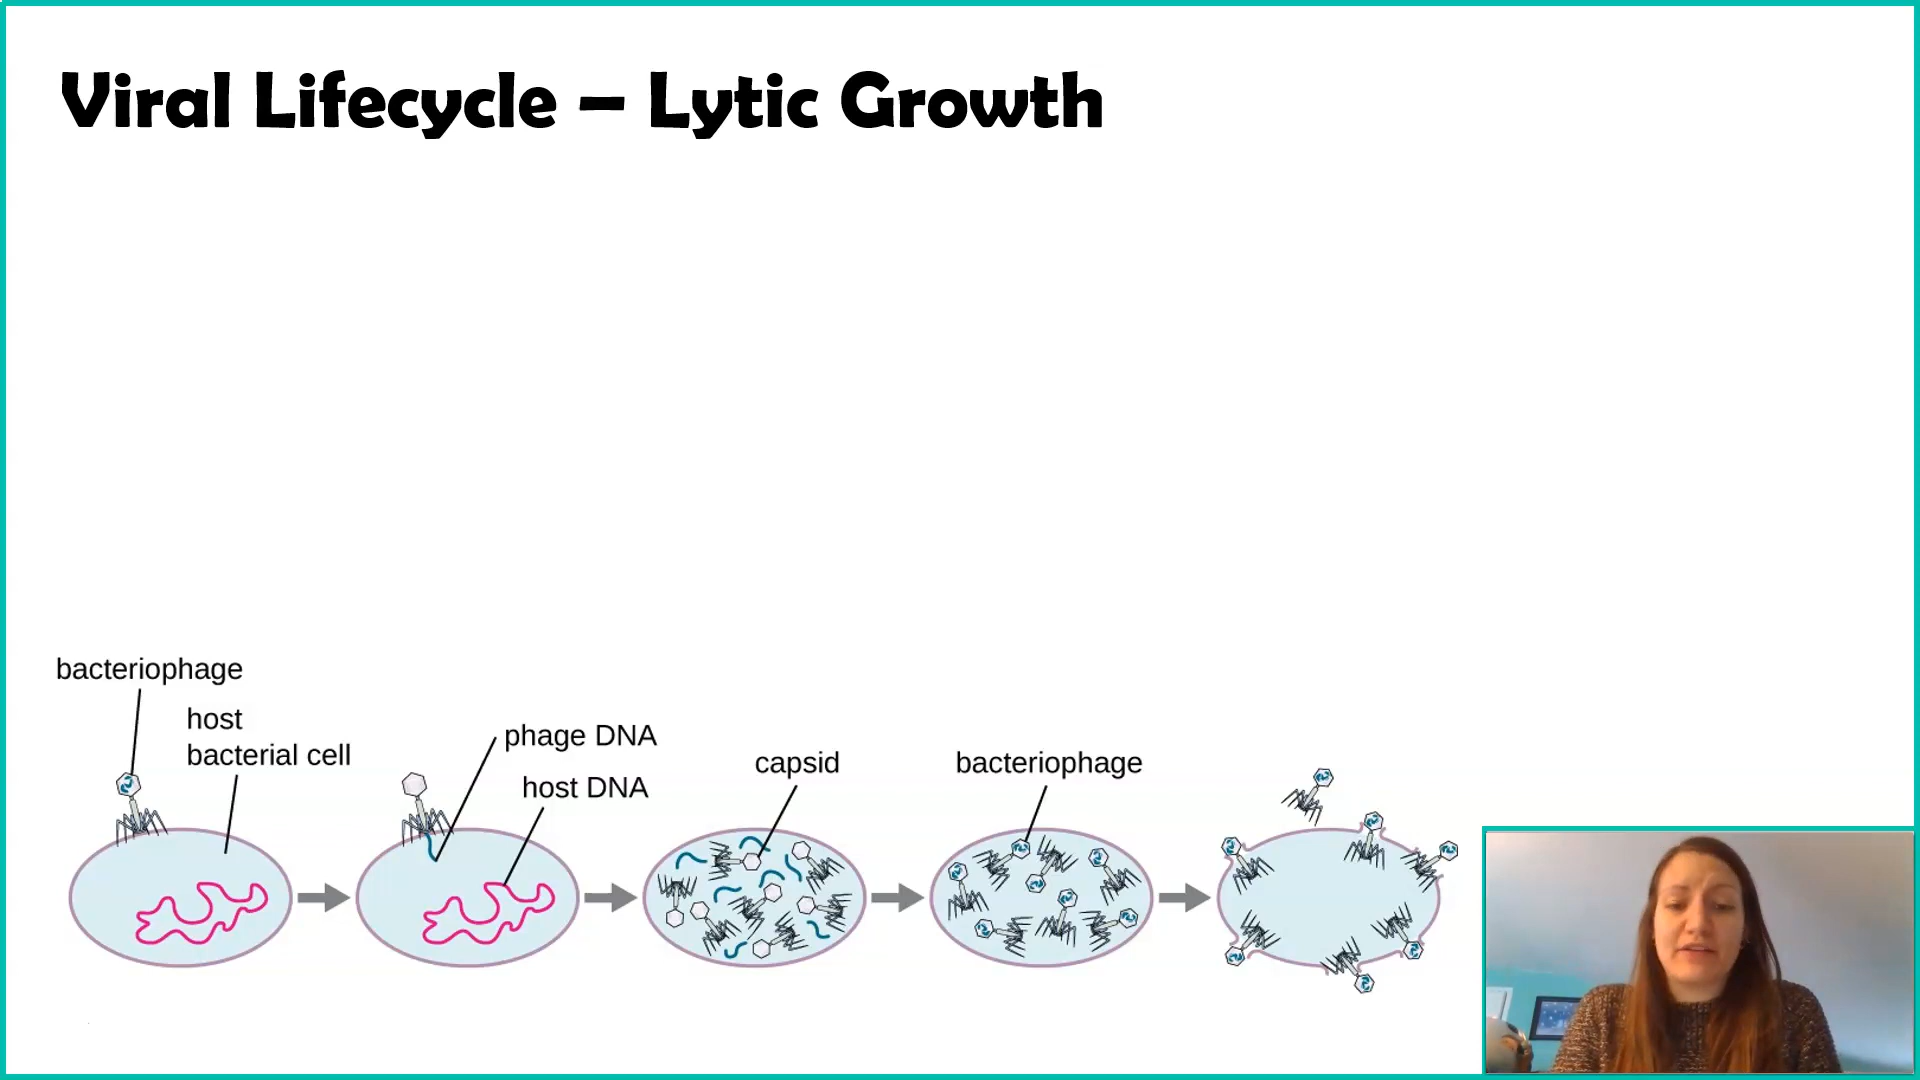 Viral Lifecycle – Lytic Growth
bacteriophage
host
bacterial cell
phage DNA
host DNA
capsid
bacteriophage